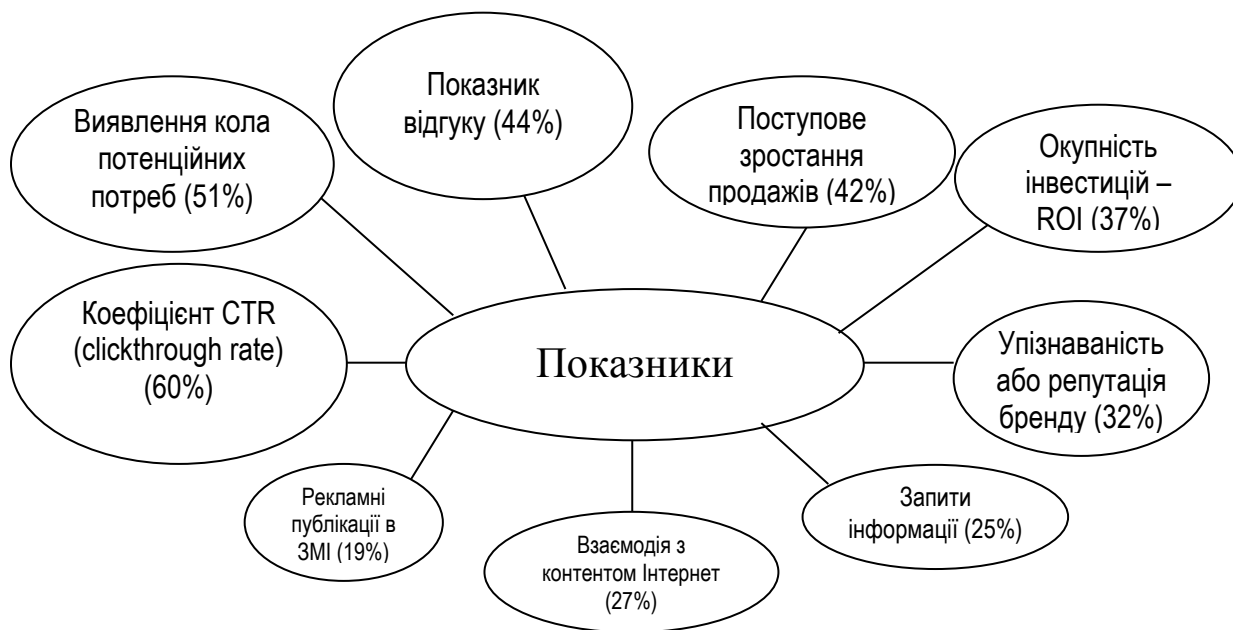 Показник
відгуку (44%)
Виявлення кола
потенційних
потреб (51%)
Поступове
зростання
продажів (42%)
Окупність
інвестицій –
ROI (37%)
Коефіцієнт CTR
(clickthrough rate)
(60%)
Показники
Упізнаваність
або репутація
бренду (32%)
Рекламні
публікації в
ЗМІ (19%)
Взаємодія з
контентом Інтернет
(27%)
Запити
інформації (25%)